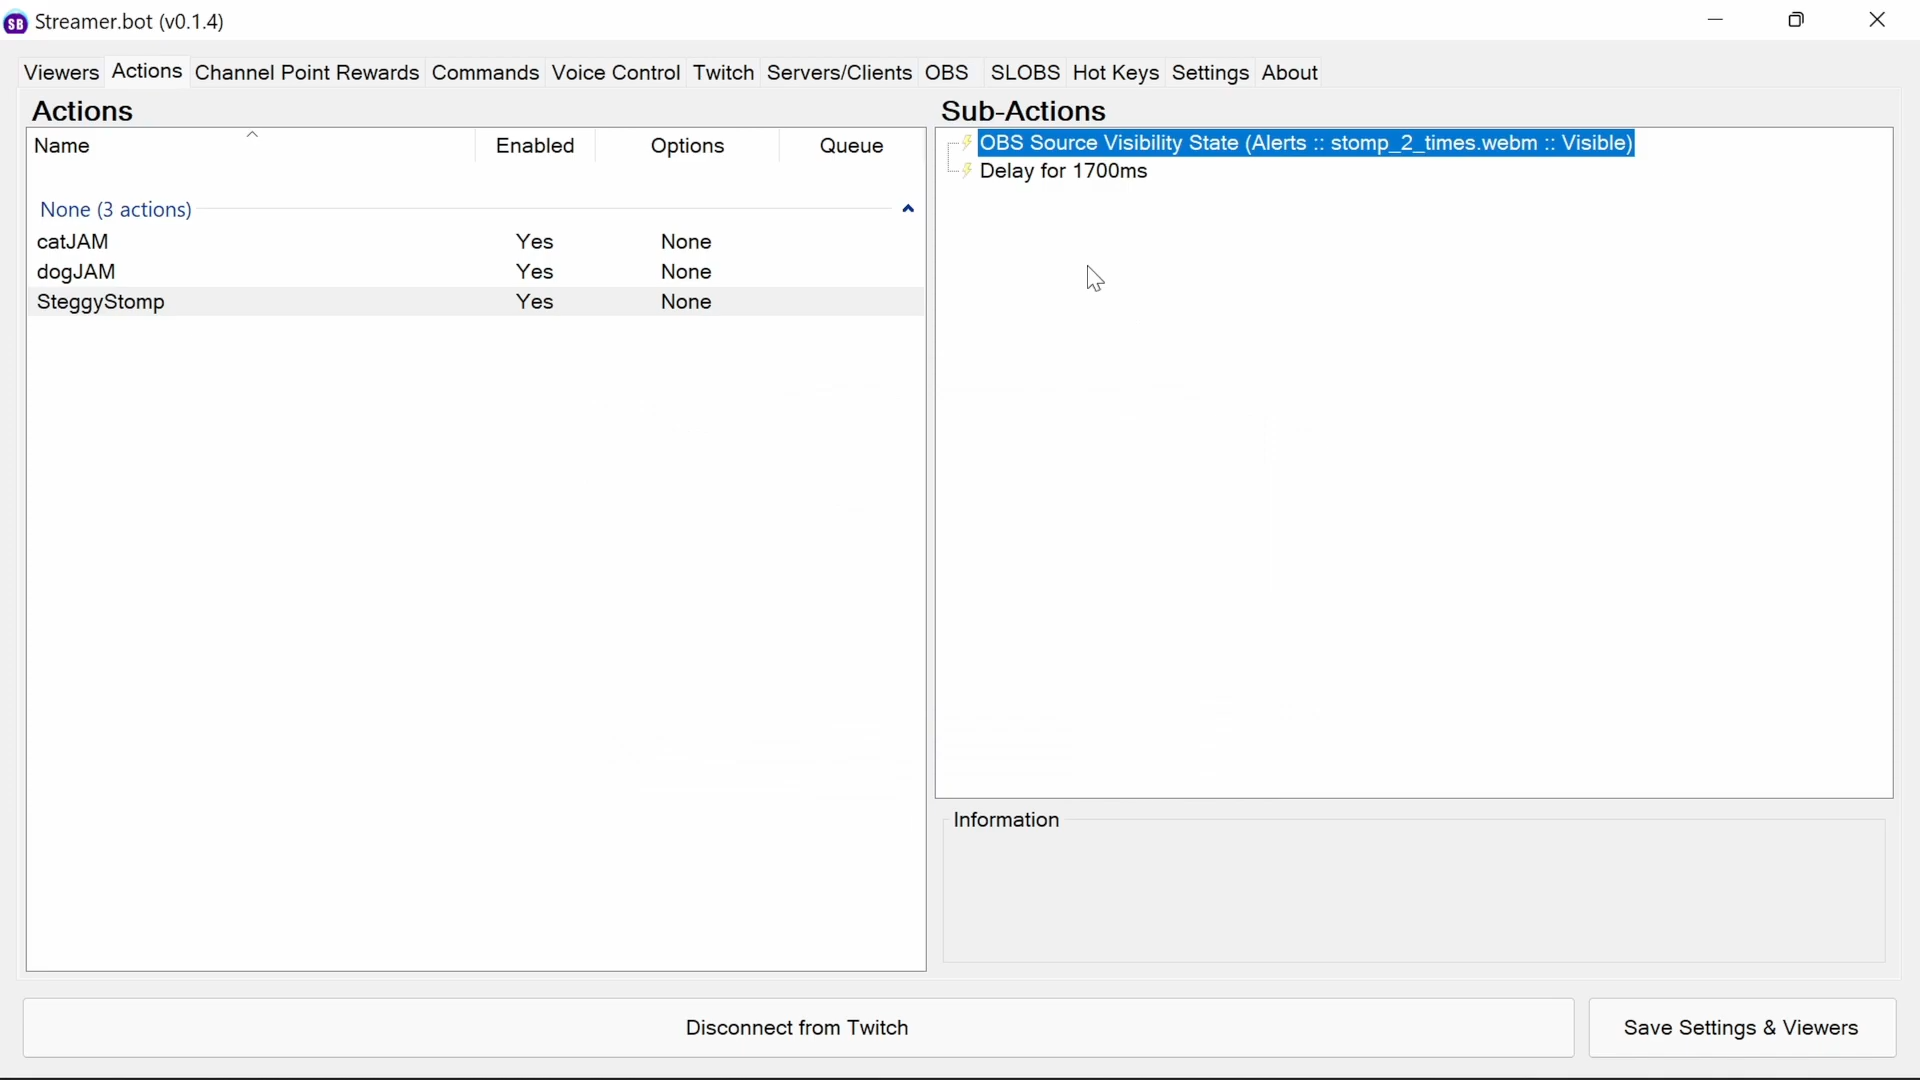 SB Streamer.bot (v0.1.4)
Viewers Actions Channel Point Rewards Commands Voice Control Twitch Servers/Clients OBS SLOBS Hot Keys Settings About
Actions
Name Enabled Options Queue
None (3 actions)
catJAM Yes None
dogJAM Yes None
SteggyStomp Yes None
Sub-Actions
OBS Source Visibility State (Alerts :: stomp_2_times.webm :: Visible)
Delay for 1700ms
Information
Disconnect from Twitch
Save Settings & Viewers